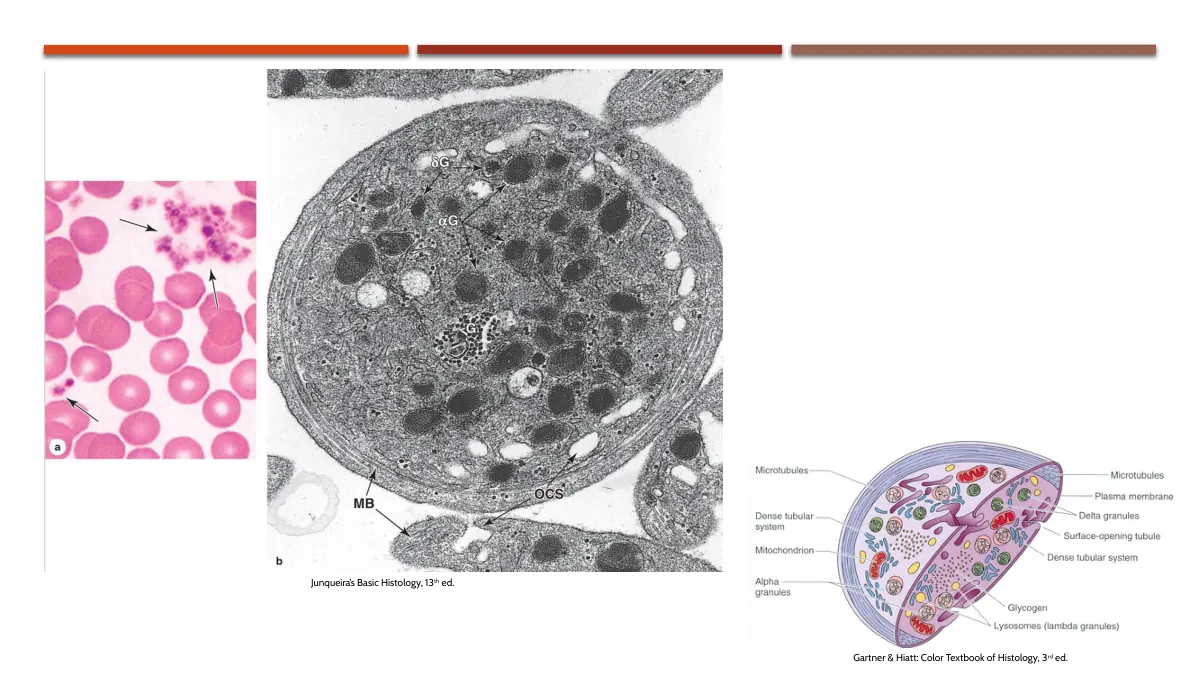 δG
αG
G
MB
OCS
a
b
Junqueira's Basic Histology, 13th ed.
Microtubules
Dense tubular
system
Mitochondrion
Alpha
granules
Microtubules
Plasma membrane
Delta granules
Surface-opening tubule
Dense tubular system
Glycogen
Lysosomes (lambda granules)
Gartner & Hiatt: Color Textbook of Histology, 3rd ed.